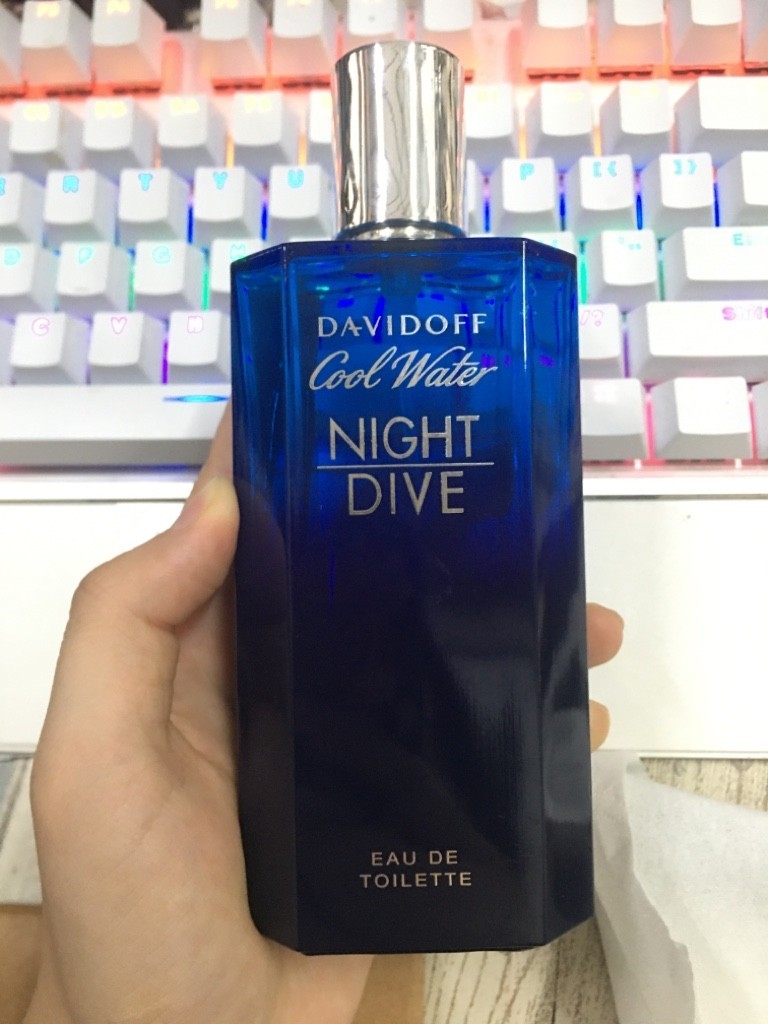 DAVIDOFF
Cool Water
NIGHT
DIVE
EAU DE
TOILETTE
Y U P [{ ]}
C V